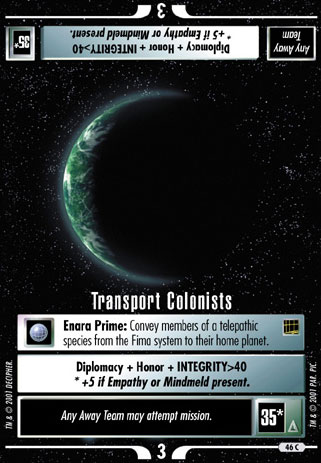 3
Diplomacy + Honor + INTEGRITY>40
* +5 if Empathy or Mindmeld present.
35*
Any Away
Team
Transport Colonists
Enara Prime: Convey members of a telepathic
species from the Fima system to their home planet.
Diplomacy + Honor + INTEGRITY>40
* +5 if Empathy or Mindmeld present.
Any Away Team may attempt mission.
35*
TM & © 2001 DECIPHER.
TM & © 2001 PAR. PIC.
46 C
3